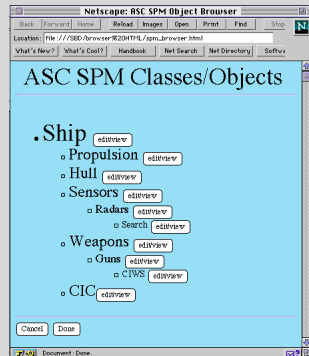 Netscape: ASC SPM Object Browser
Back Forward Home Reload Images Open Print Find Stop
N
Location: file:///SBD/browser%20HTML/spm_browser.html
What's New? What's Cool? Handbook Net Search Net Directory Softwa
ASC SPM Classes/Objects
Ship edit/view
Propulsion edit/view
Hull edit/view
Sensors edit/view
Radars edit/view
Search edit/view
Weapons edit/view
Guns edit/view
CIWS edit/view
CIC edit/view
Cancel Done
Document: Done.